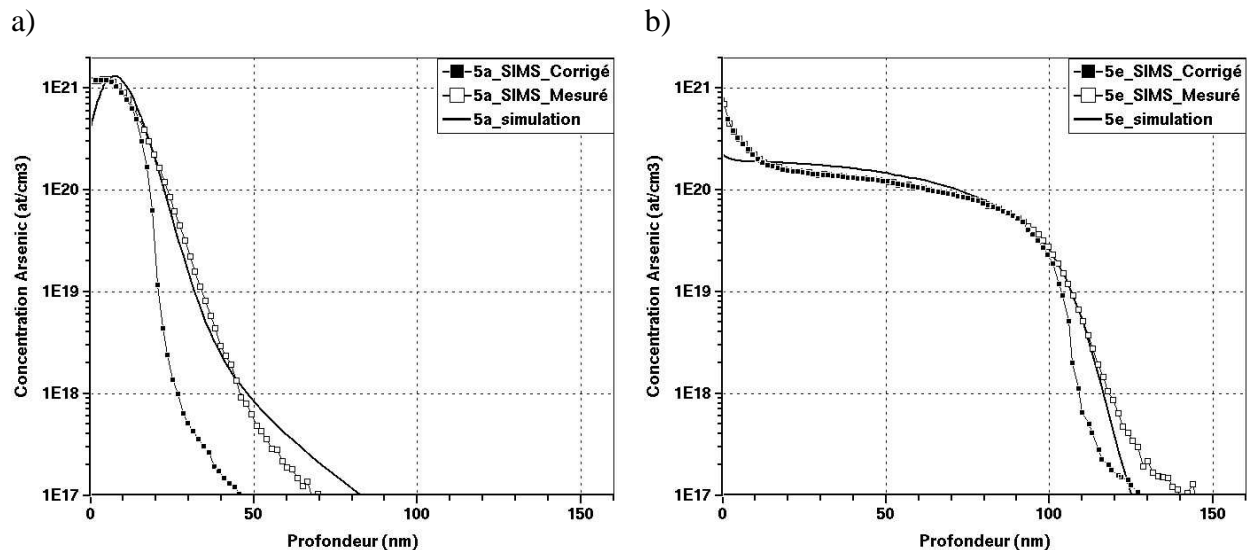 a)
5a_SIMS_Corrigé
5a_SIMS_Mesuré
5a_simulation
Concentration Arsenic (at/cm3)
1E21
1E20
1E19
1E18
1E17
0
50
100
150
Profondeur (nm)
b)
5e_SIMS_Corrigé
5e_SIMS_Mesuré
5e_simulation
Concentration Arsenic (at/cm3)
1E21
1E20
1E19
1E18
1E17
0
50
100
150
Profondeur (nm)